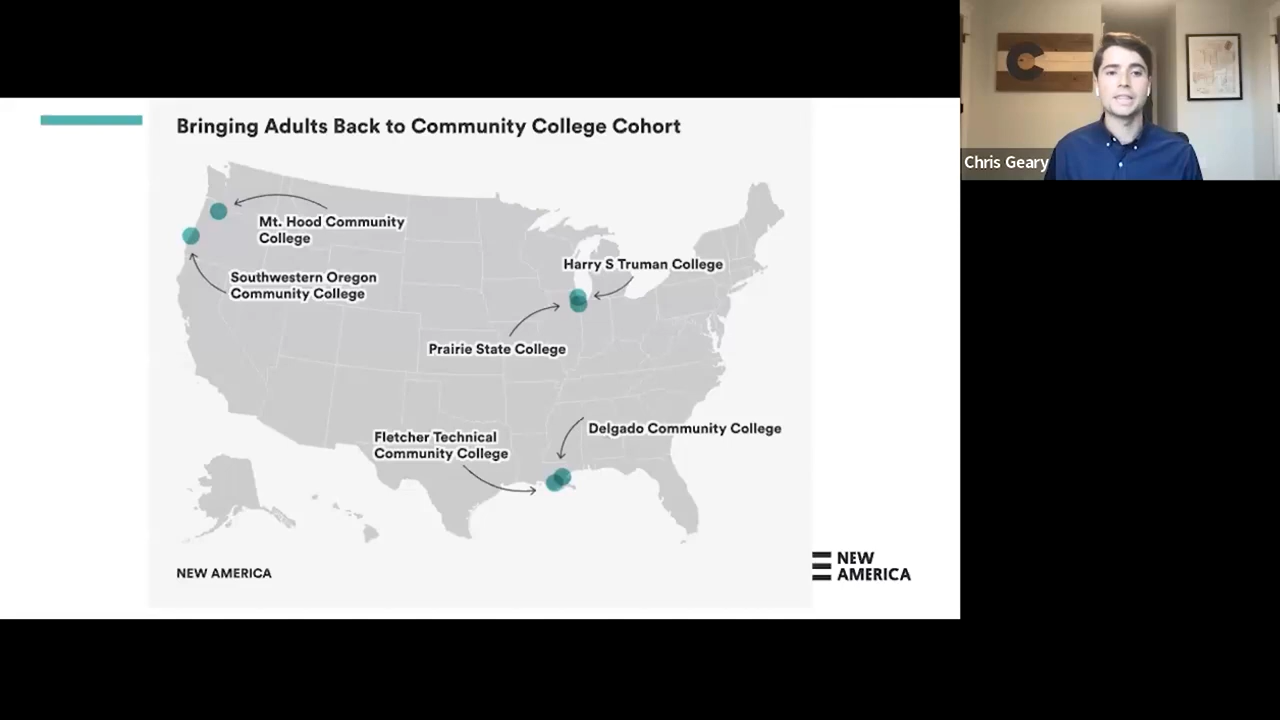 Bringing Adults Back to Community College Cohort
Mt. Hood Community
College
Southwestern Oregon
Community College
Harry S Truman College
Prairie State College
Delgado Community College
Fletcher Technical
Community College
NEW AMERICA
NEW
AMERICA
Chris Geary